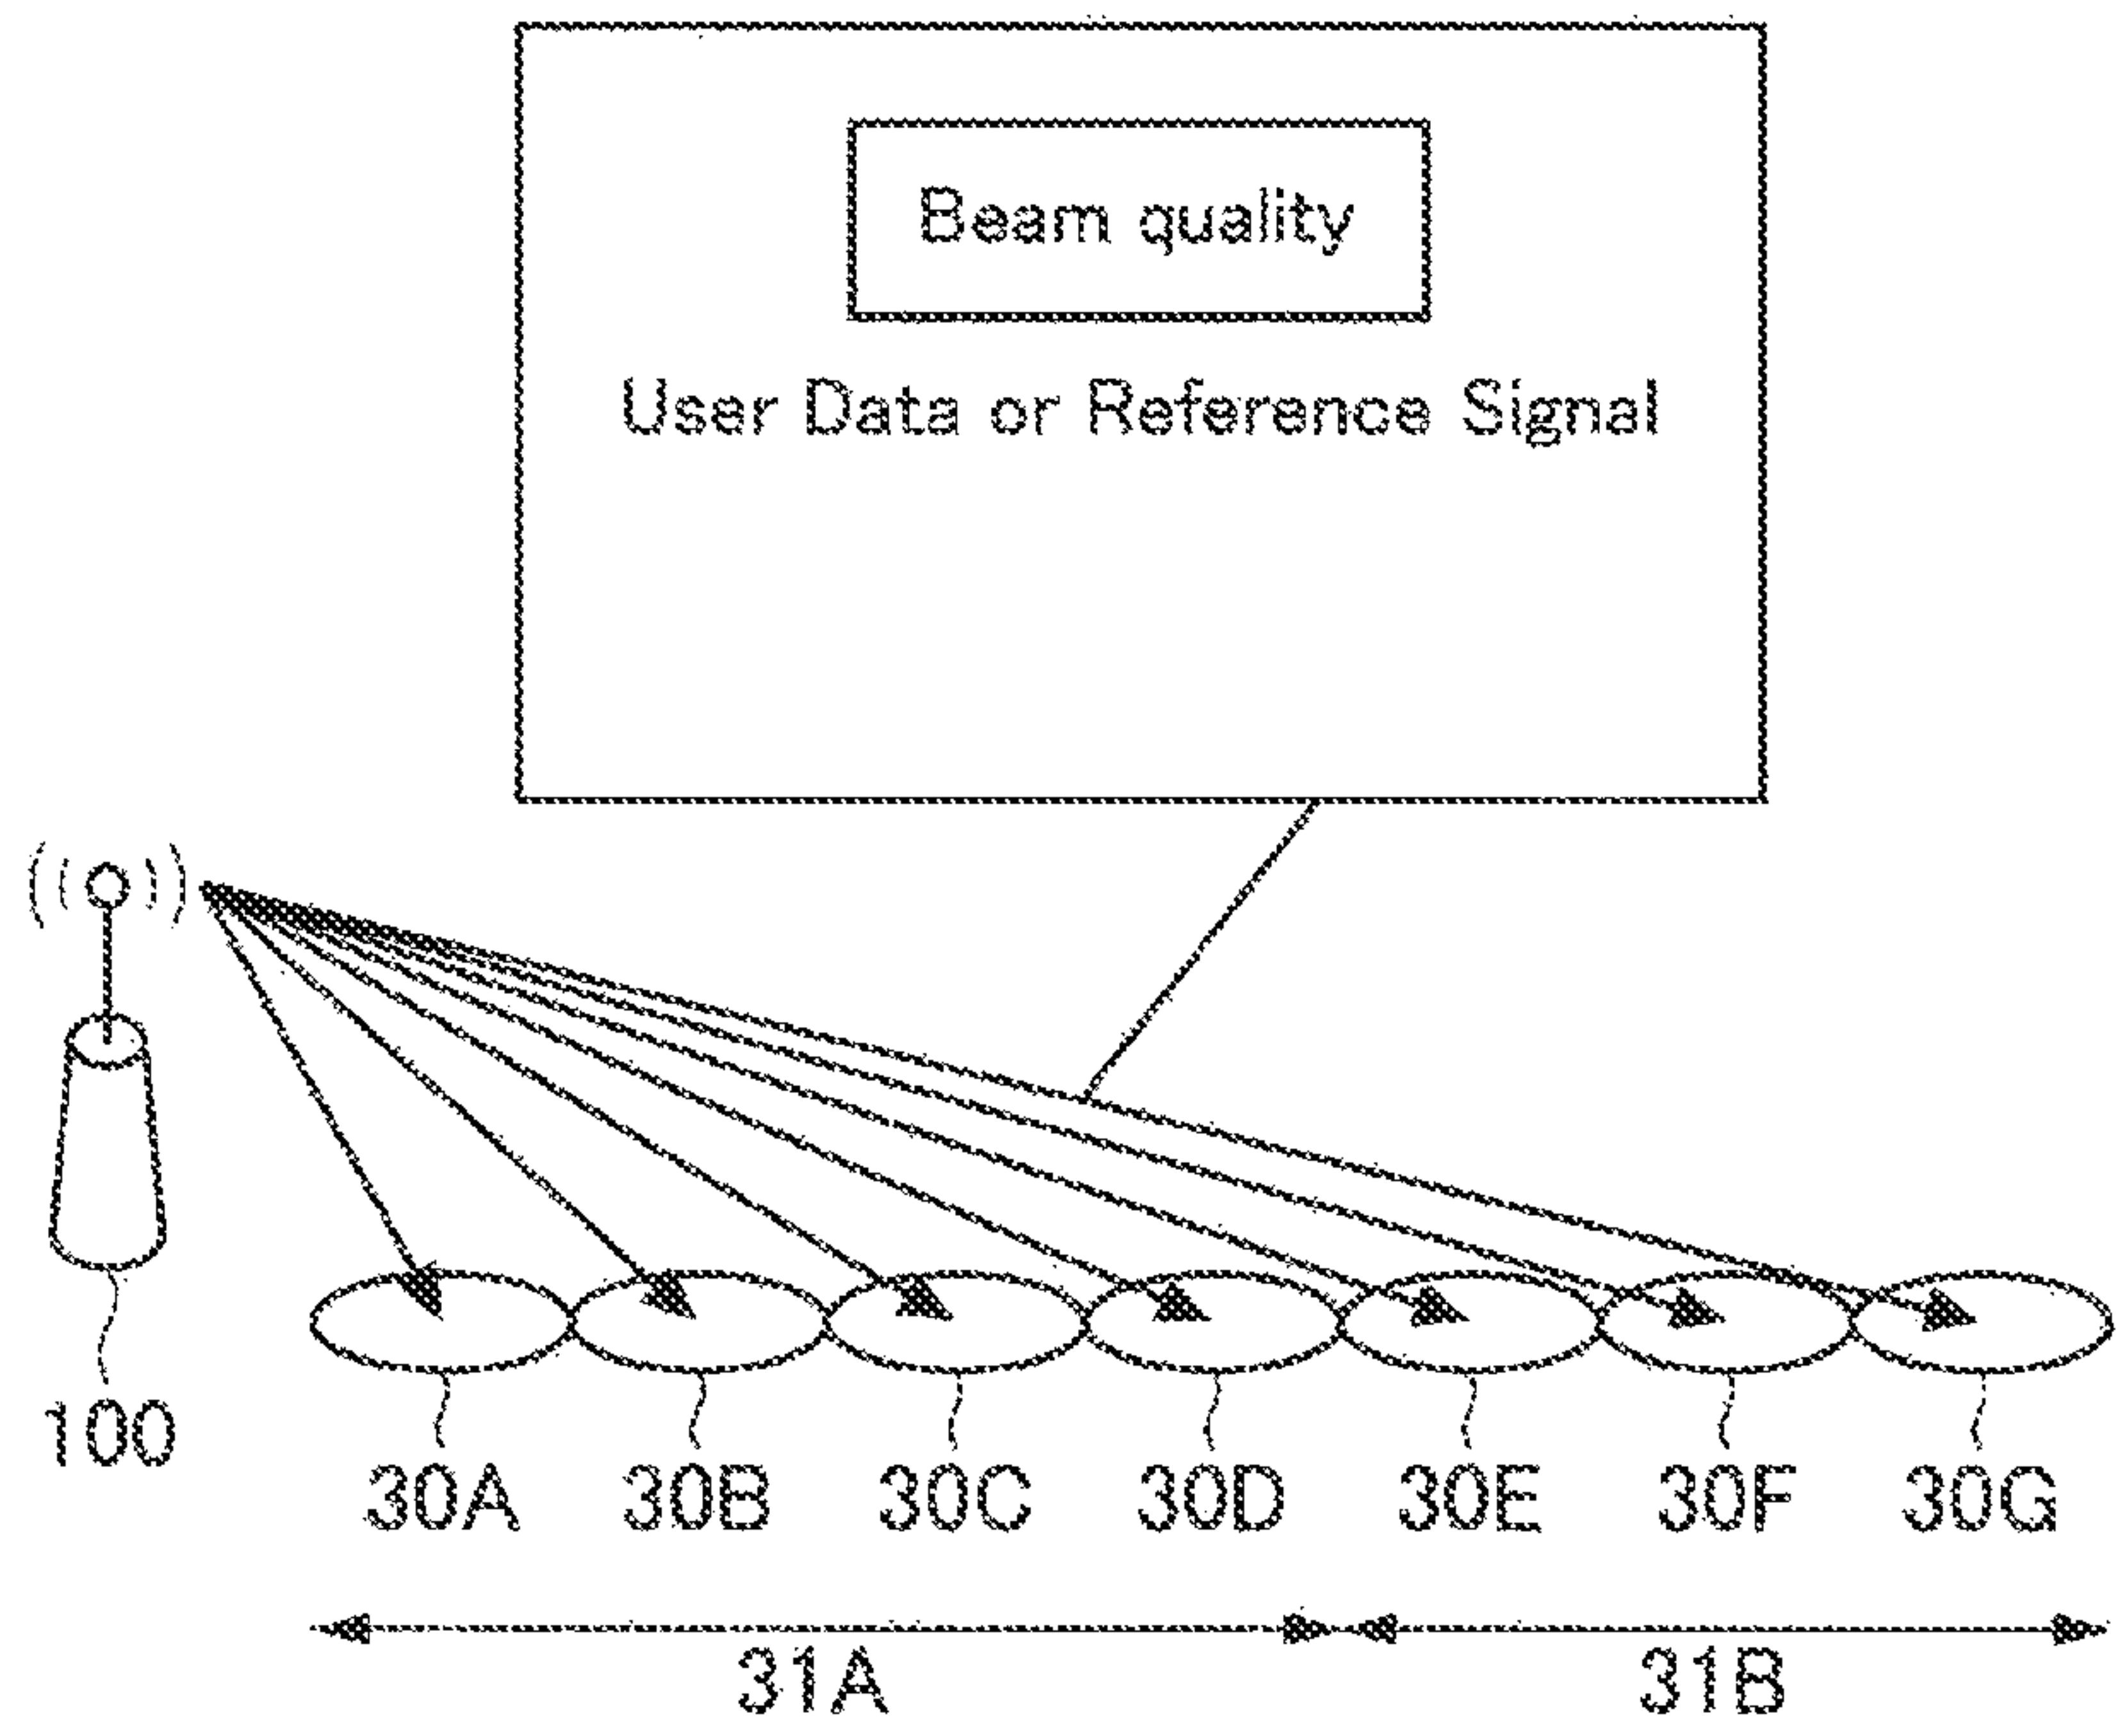 Beam quality
User Data or Reference Signal
100
30A 30B 30C 30D 30E 30F 30G
31A 31B